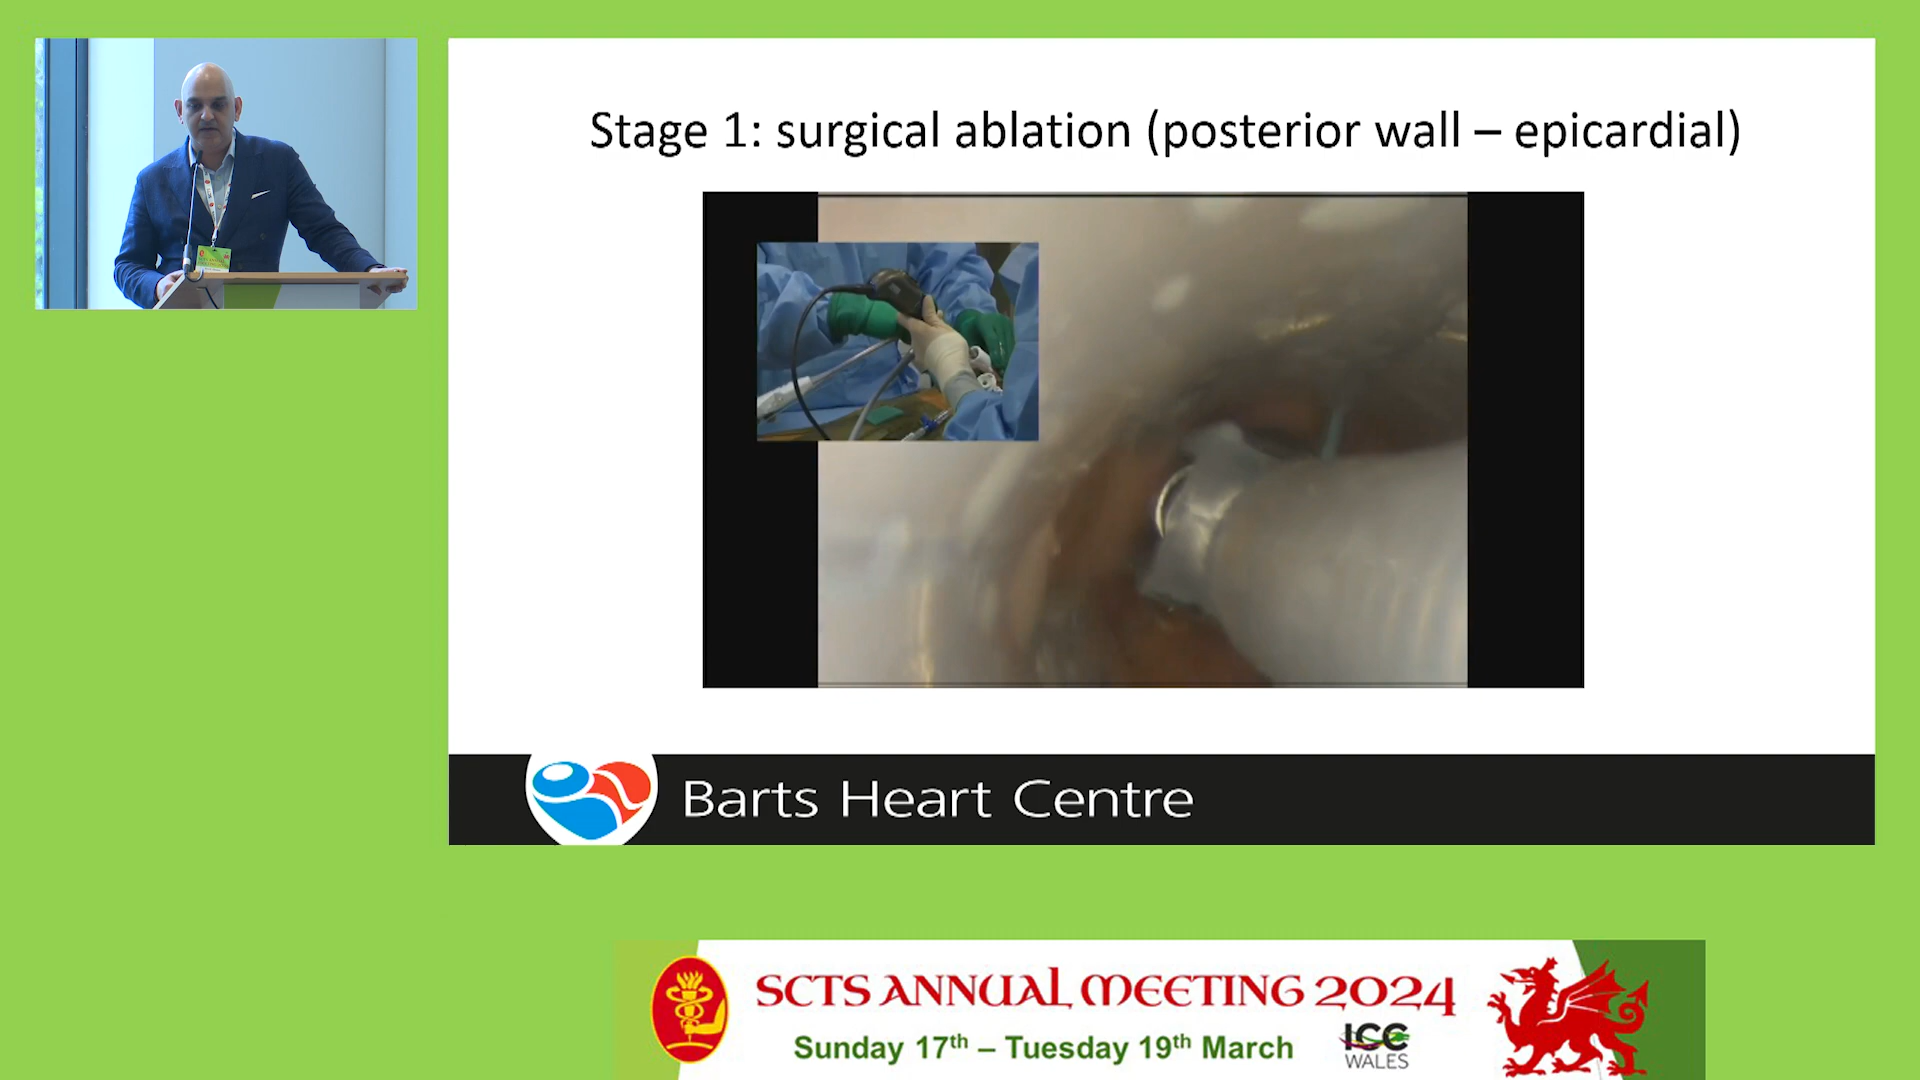 Stage 1: surgical ablation (posterior wall – epicardial)
Barts Heart Centre
SCTS ANNUAL MEETING 2024
Sunday 17th – Tuesday 19th March
ICC
WALES